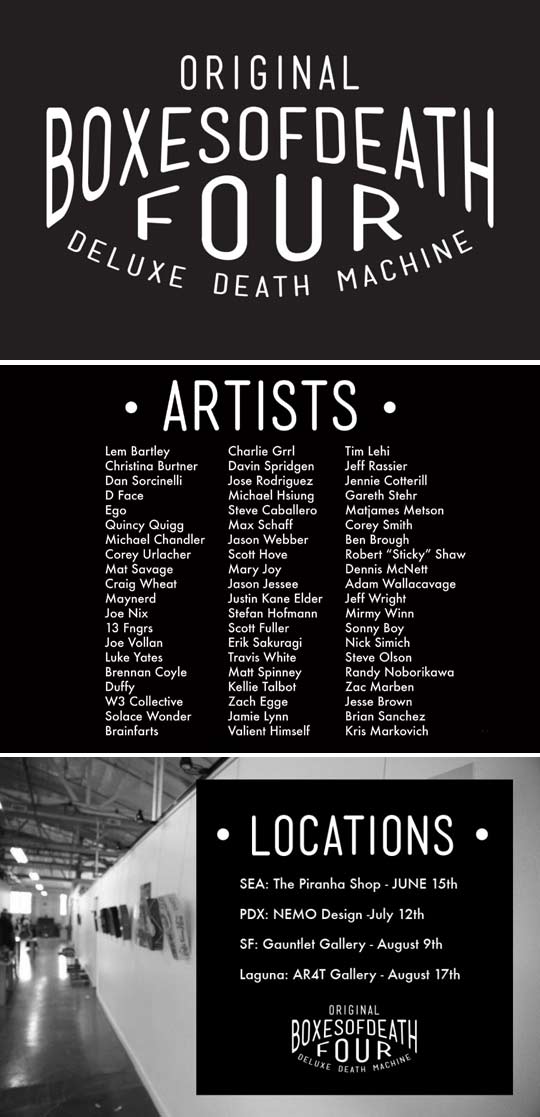 ORIGINAL
BOXESOFDEATH
FOUR
DELUXE DEATH MACHINE
• ARTISTS •
Lem Bartley
Christina Burtner
Dan Sorcinelli
D Face
Ego
Quincy Quigg
Michael Chandler
Corey Urlacher
Mat Savage
Craig Wheat
Maynerd
Joe Nix
13 Fngrs
Joe Vollan
Luke Yates
Brennan Coyle
Duffy
W3 Collective
Solace Wonder
Brainfarts
Charlie Grrl
Davin Spridgen
Jose Rodriguez
Michael Hsiung
Steve Caballero
Max Schaff
Jason Webber
Scott Hove
Mary Joy
Jason Jessee
Justin Kane Elder
Stefan Hofmann
Scott Fuller
Erik Sakuragi
Travis White
Matt Spinney
Kellie Talbot
Zach Egge
Jamie Lynn
Valient Himself
Tim Lehi
Jeff Rassier
Jennie Cotterill
Gareth Stehr
Matjames Metson
Corey Smith
Ben Brough
Robert “Sticky” Shaw
Dennis McNett
Adam Wallacavage
Jeff Wright
Mirmy Winn
Sonny Boy
Nick Simich
Steve Olson
Randy Noborikawa
Zac Marben
Jesse Brown
Brian Sanchez
Kris Markovich
• LOCATIONS •
SEA: The Piranha Shop - JUNE 15th
PDX: NEMO Design -July 12th
SF: Gauntlet Gallery - August 9th
Laguna: AR4T Gallery - August 17th
ORIGINAL
BOXESOFDEATH
FOUR
DELUXE DEATH MACHINE